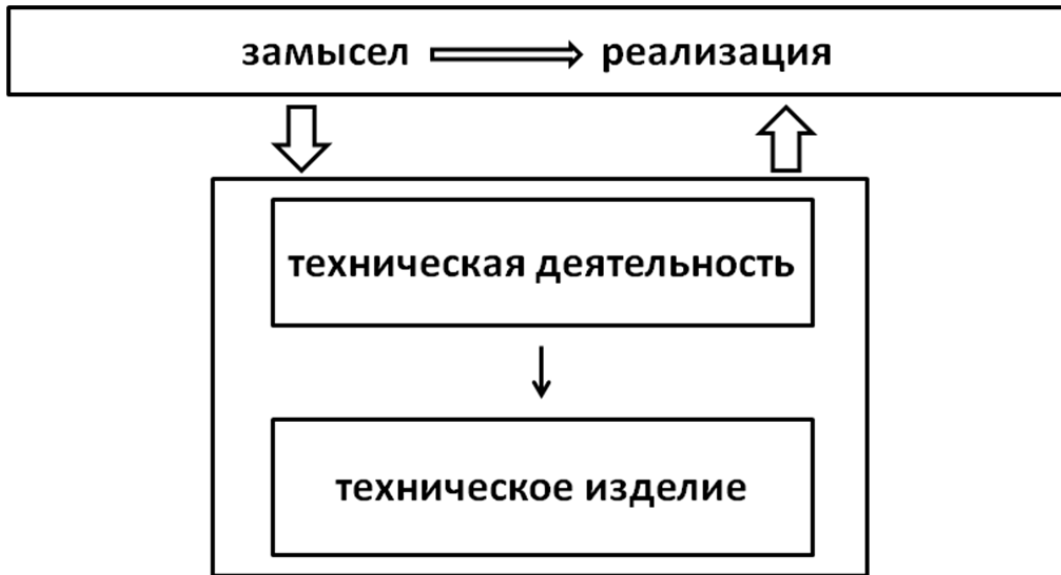 замысел реализация
техническая деятельность
техническое изделие